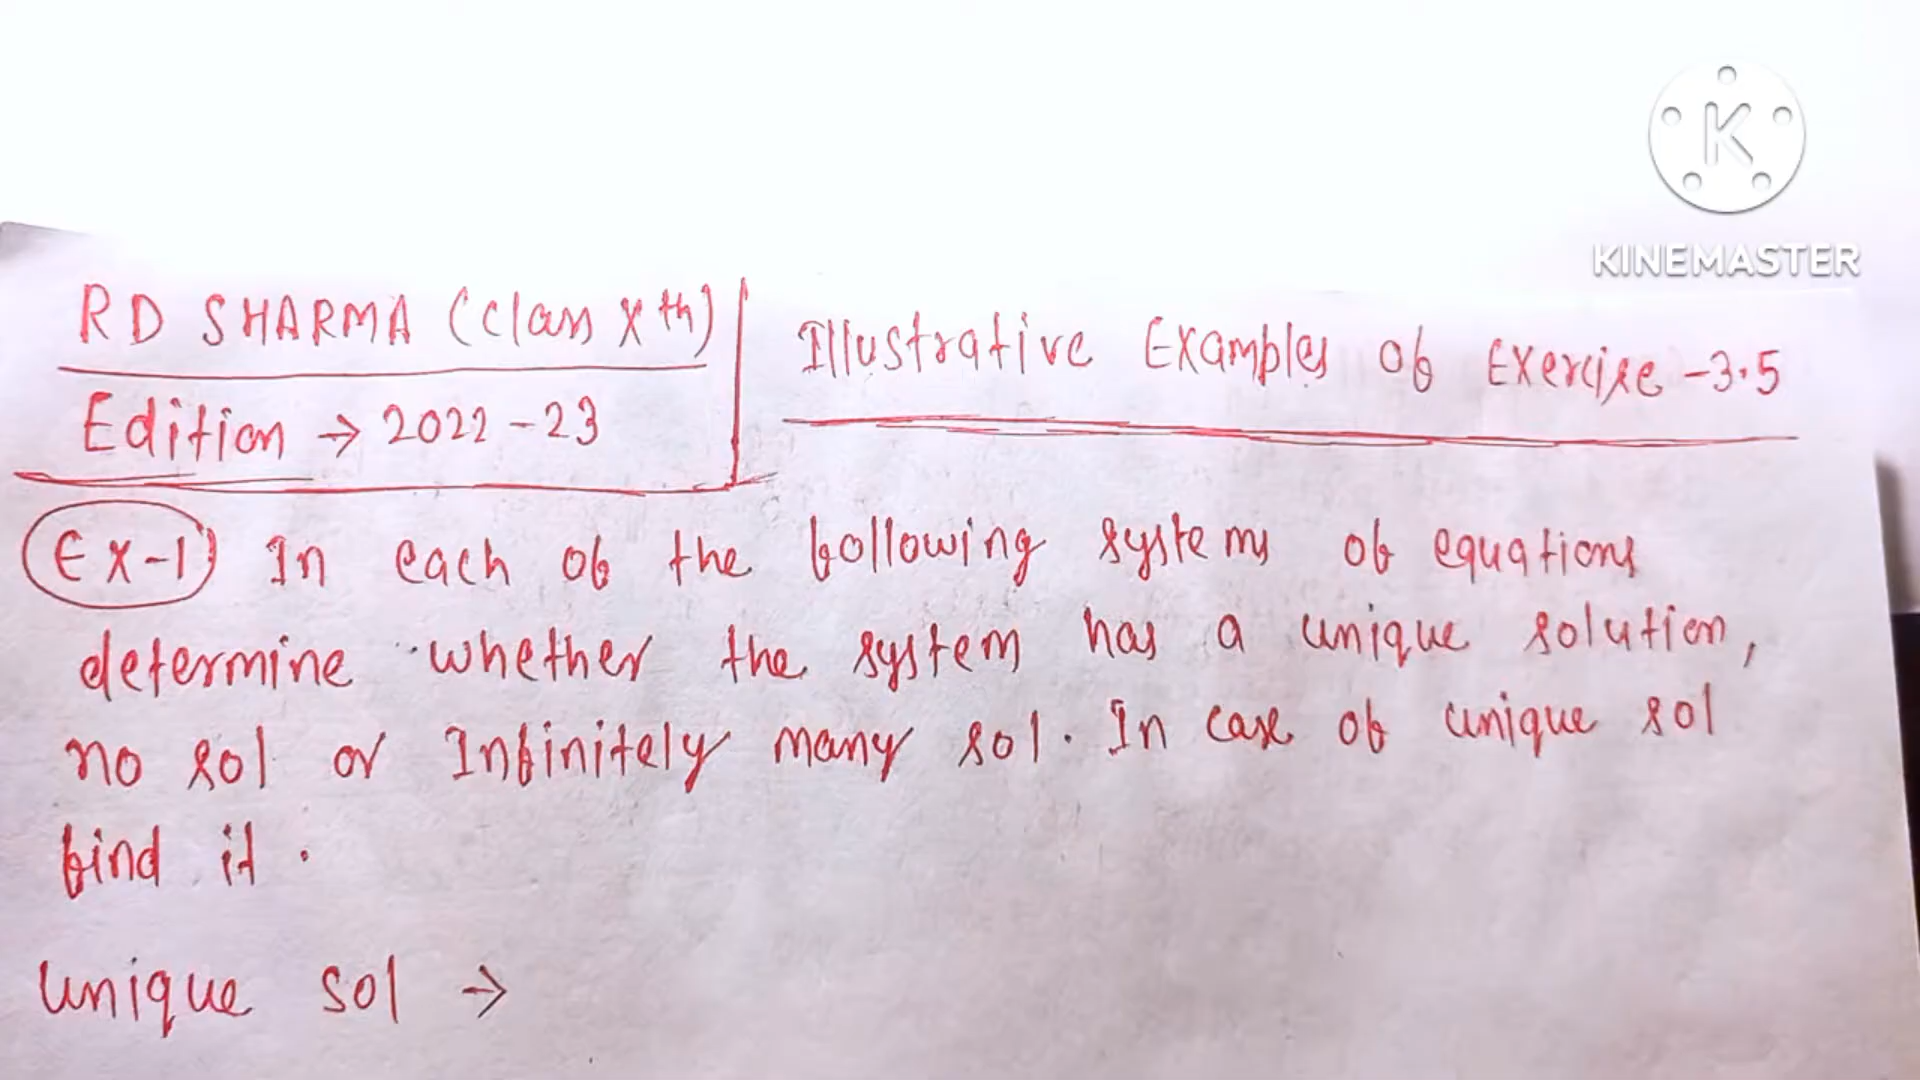 K
KINEMASTER
RD SHARMA (Class Xth)
Edition → 2022-23
Illustrative Examples of Exercise-3.5
Ex-1) In each of the following systems of equations
determine whether the system has a unique solution,
no sol or Infinitely many sol. In case of unique sol
find it.
Unique sol →